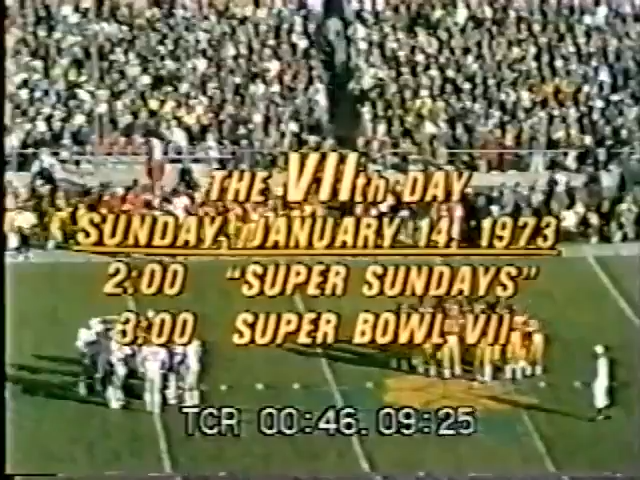 THE VIIth DAY
SUNDAY, JANUARY 14, 1973
2:00 "SUPER SUNDAYS"
3:00 SUPER BOWL VII
TCR 00:46.09:25